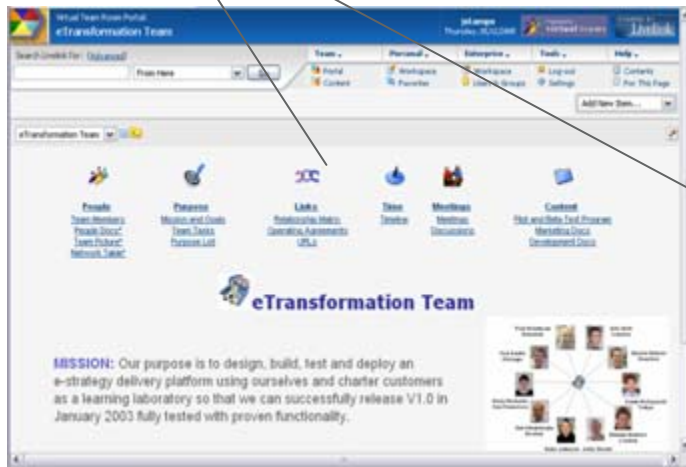 Virtual Team Room Portal
eTransformation Team
Livelink
Search Livelink For: [Advanced]
From Here
Team
Personal
Enterprise
Tools
Help
Portal
Content
Workspace
Favorites
Workspace
Users & Groups
Log-out
Settings
Contents
For This Page
Add New Item...
eTransformation Team
People
Team Members
People Docs*
Team Picture*
Network Table*
Purpose
Mission and Goals
Team Tasks
Purpose List
Links
Relationship Matrix
Operating Agreements
URLs
Time
Timeline
Meetings
Meetings
Discussions
Content
Pilot and Beta Test Program
Marketing Docs
Development Docs
eTransformation Team
MISSION: Our purpose is to design, build, test and deploy an
e-strategy delivery platform using ourselves and charter customers
as a learning laboratory so that we can successfully release V1.0 in
January 2003 fully tested with proven functionality.